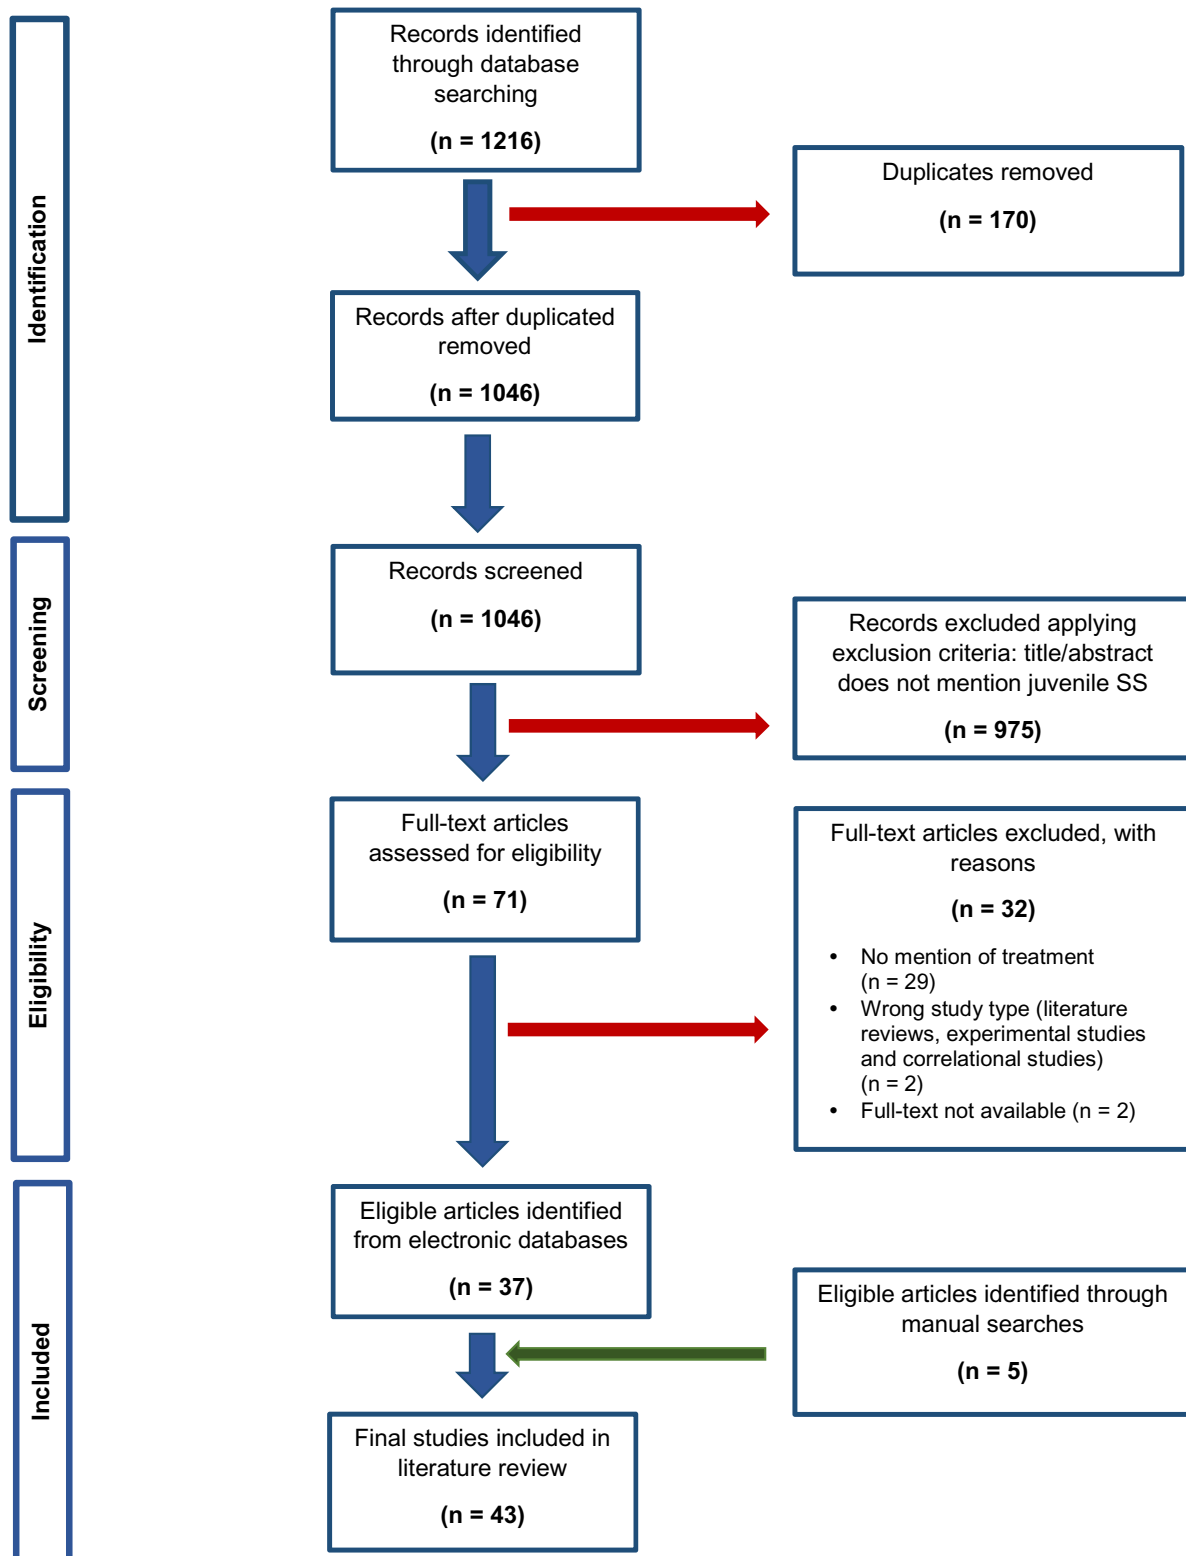 Identification
Records identified
through database
searching
(n = 1216)
Duplicates removed
(n = 170)
Records after duplicated
removed
(n = 1046)
Screening
Records screened
(n = 1046)
Records excluded applying
exclusion criteria: title/abstract
does not mention juvenile SS
(n = 975)
Eligibility
Full-text articles
assessed for eligibility
(n = 71)
Full-text articles excluded, with
reasons
(n = 32)
• No mention of treatment
(n = 29)
• Wrong study type (literature
reviews, experimental studies
and correlational studies)
(n = 2)
• Full-text not available (n = 2)
Included
Eligible articles identified
from electronic databases
(n = 37)
Eligible articles identified through
manual searches
(n = 5)
Final studies included in
literature review
(n = 43)